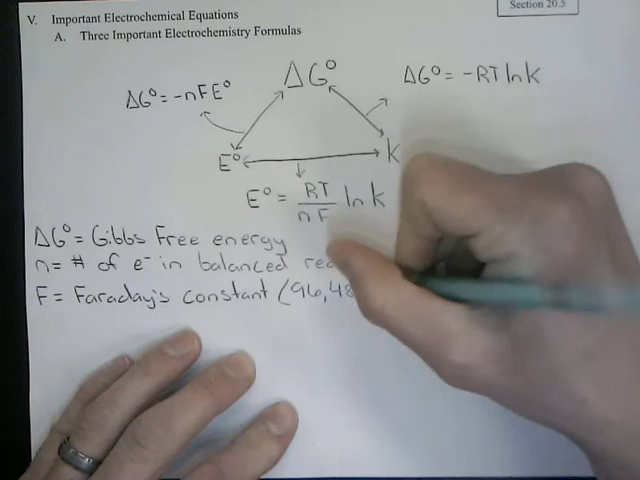 Section 20.5
V. Important Electrochemical Equations
A. Three Important Electrochemistry Formulas
ΔG° = -nFE°
ΔG°
ΔG° = -RT ln K
E°
K
E° = RT/nF ln K
ΔG° = Gibbs Free energy
n = # of e⁻ in balanced
F = Faraday's constant (96,48